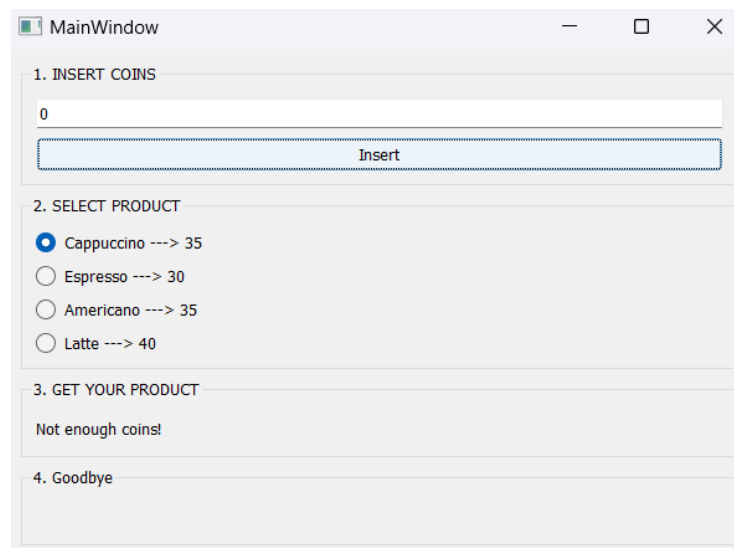 MainWindow
1. INSERT COINS
0
Insert
2. SELECT PRODUCT
Cappuccino ---> 35
Espresso ---> 30
Americano ---> 35
Latte ---> 40
3. GET YOUR PRODUCT
Not enough coins!
4. Goodbye